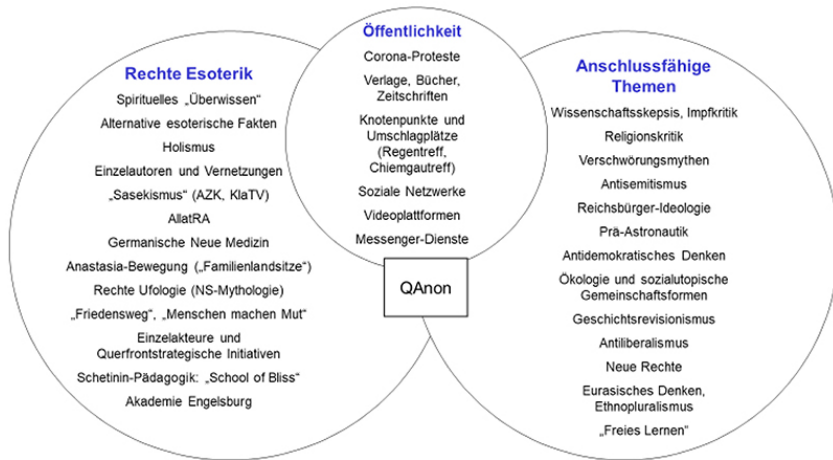 Öffentlichkeit
Corona-Proteste
Verlage, Bücher,
Zeitschriften
Knotenpunkte und
Umschlagplätze
(Regentreff,
Chiemgautreff)
Soziale Netzwerke
Videoplattformen
Messenger-Dienste
QAnon
Rechte Esoterik
Spirituelles „Überwissen“
Alternative esoterische Fakten
Holismus
Einzelautoren und Vernetzungen
„Sasekismus“ (AZK, KlaTV)
AllatRA
Germanische Neue Medizin
Anastasia-Bewegung („Familienlandsitze“)
Rechte Ufologie (NS-Mythologie)
„Friedensweg“, „Menschen machen Mut“
Einzelakteure und
Querfrontstrategische Initiativen
Schetinin-Pädagogik: „School of Bliss“
Akademie Engelsburg
Anschlussfähige
Themen
Wissenschaftsskepsis, Impfkritik
Religionskritik
Verschwörungsmythen
Antisemitismus
Reichsbürger-Ideologie
Prä-Astronautik
Antidemokratisches Denken
Ökologie und sozialutopische
Gemeinschaftsformen
Geschichtsrevisionismus
Antiliberalismus
Neue Rechte
Eurasisches Denken,
Ethnopluralismus
„Freies Lernen“